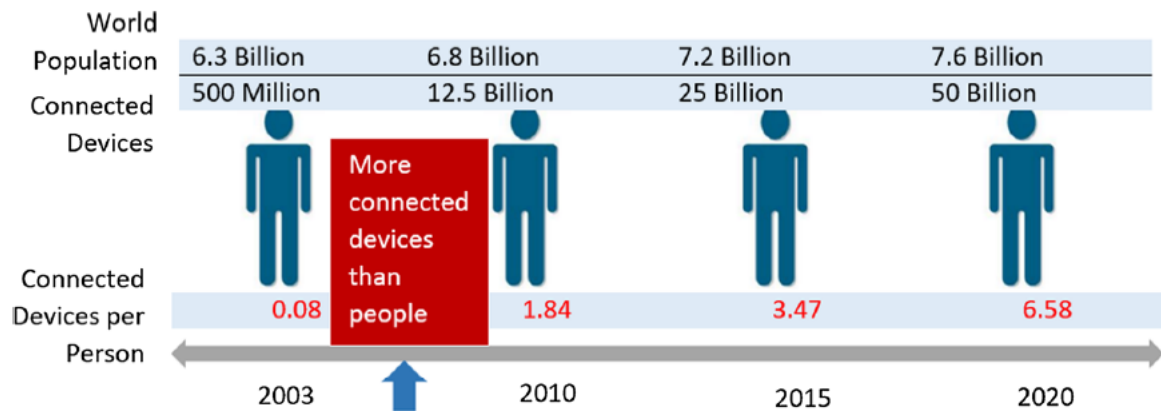 World
Population
6.3 Billion 6.8 Billion 7.2 Billion 7.6 Billion
Connected
Devices
500 Million 12.5 Billion 25 Billion 50 Billion
More
connected
devices
than
people
Connected
Devices per
Person
0.08 1.84 3.47 6.58
2003 2010 2015 2020